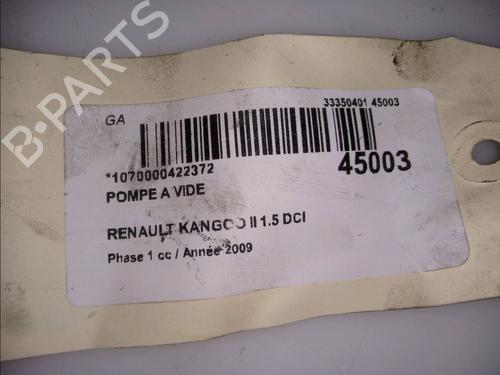 B-PARTS
GA
33350401 45003
*1070000422372
45003
POMPE A VIDE
RENAULT KANGOO II 1.5 DCI
Phase 1 cc / Année 2009